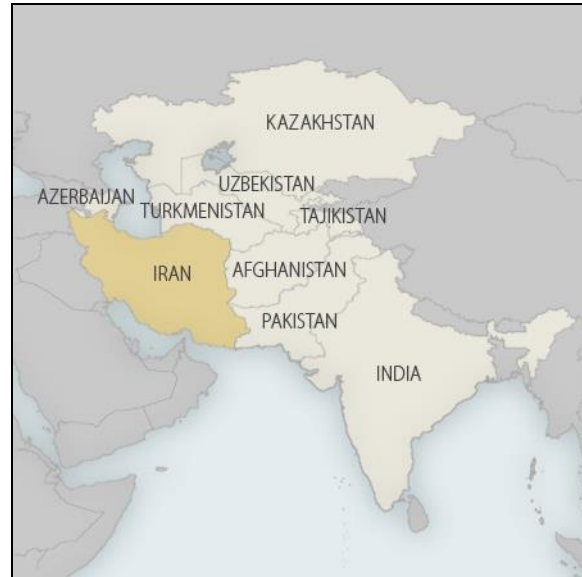 KAZAKHSTAN
UZBEKISTAN
AZERBAIJAN
TURKMENISTAN
TAJIKISTAN
IRAN
AFGHANISTAN
PAKISTAN
INDIA